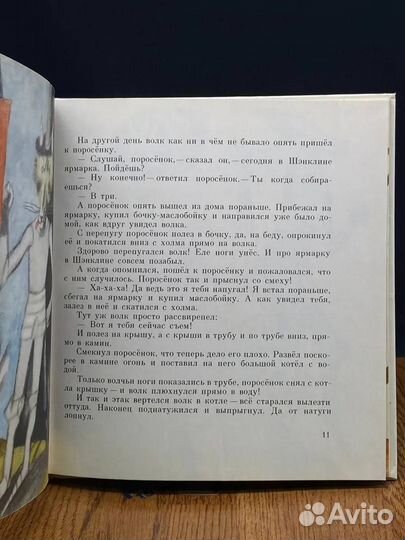 На другой день волк как ни в чём не бывало опять пришёл
к поросёнку.
— Слушай, поросёнок,— сказал он,— сегодня в Шэнклине
ярмарка. Пойдёшь?
— Ну конечно!— ответил поросёнок.— Ты когда собира-
ешься?
— В три.
А поросёнок опять вышел из дома пораньше. Прибежал на
ярмарку, купил бочку-маслобойку и направился уже было до-
мой, как вдруг увидел волка.
С перепугу поросёнок полез в бочку, да, на беду, опрокинул
её и покатился вниз с холма прямо на волка.
Здорово перепугался волк! Еле ноги унёс. И про ярмарку
в Шэнклине совсем позабыл.
А когда опомнился, пошёл к поросёнку и пожаловался, что
с ним случилось. Поросёнок так и прыснул со смеху!
— Ха-ха-ха! Да ведь это я тебя напугал! Я встал пораньше,
сбегал на ярмарку и купил маслобойку. А как увидел тебя,
залез в неё и скатился с холма.
Тут уж волк просто рассвирепел:
— Вот я тебя сейчас съем!
И полез на крышу, а с крыши в трубу и по трубе вниз, прям-
о в камин.
Смекнул поросёнок, что теперь дело его плохо. Развёл поско-
рее в камине огонь и поставил на него большой котёл с во-
дой.
Только волчьи ноги показались в трубе, поросёнок снял с кот-
ла крышку— и волк плюхнулся прямо в воду!
И так и этак вертелся волк в котле— всё старался вылезти
оттуда. Наконец поднатужился и выпрыгнул. Да от натуги
лопнул.
11
Avito